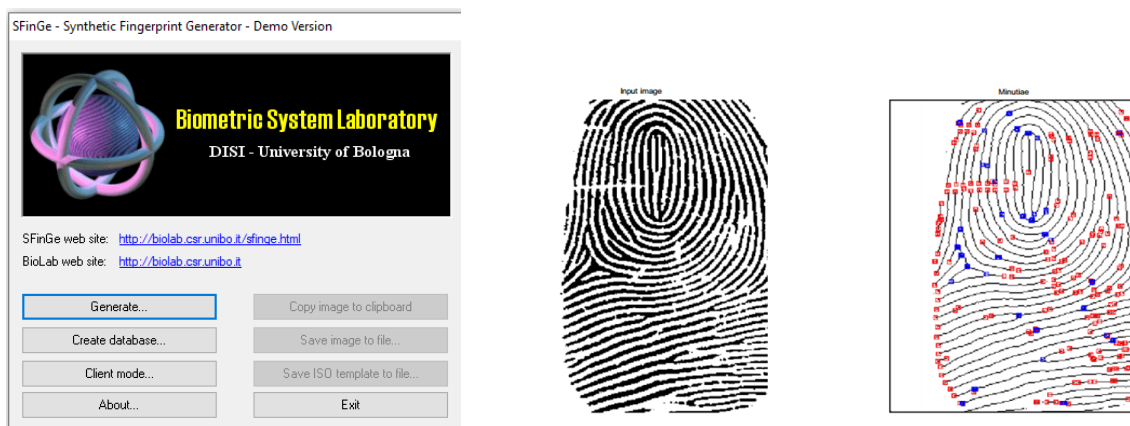 SFinGe - Synthetic Fingerprint Generator - Demo Version
Biometric System Laboratory
DISI - University of Bologna
SFinGe web site: http://biolab.csr.unibo.it/sfinge.html
BioLab web site: http://biolab.csr.unibo.it
Generate... Copy image to clipboard
Create database... Save image to file...
Client mode... Save ISO template to file...
About... Exit
Input image
Minutiae